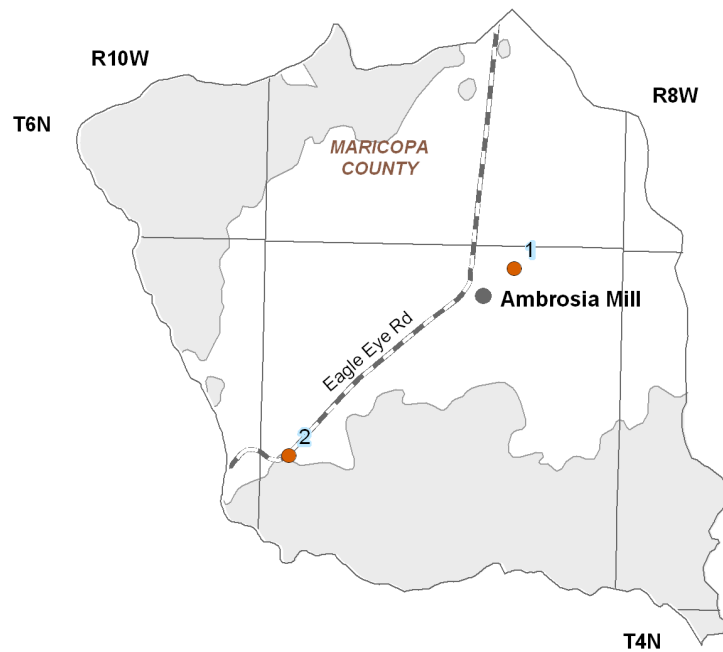 R10W
R8W
T6N
MARICOPA
COUNTY
1
Ambrosia Mill
Eagle Eye Rd
2
T4N